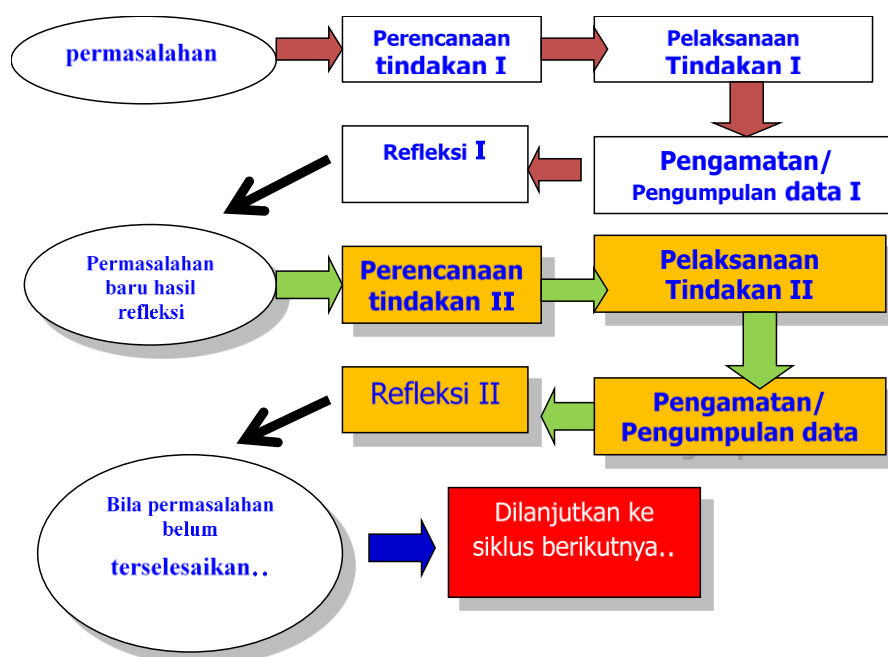 permasalahan
Perencanaan
tindakan I
Pelaksanaan
Tindakan I
Refleksi I
Pengamatan/
Pengumpulan data I
Permasalahan
baru hasil
refleksi
Perencanaan
tindakan II
Pelaksanaan
Tindakan II
Refleksi II
Pengamatan/
Pengumpulan data
Bila permasalahan
belum
terselesaikan..
Dilanjutkan ke
siklus berikutnya..